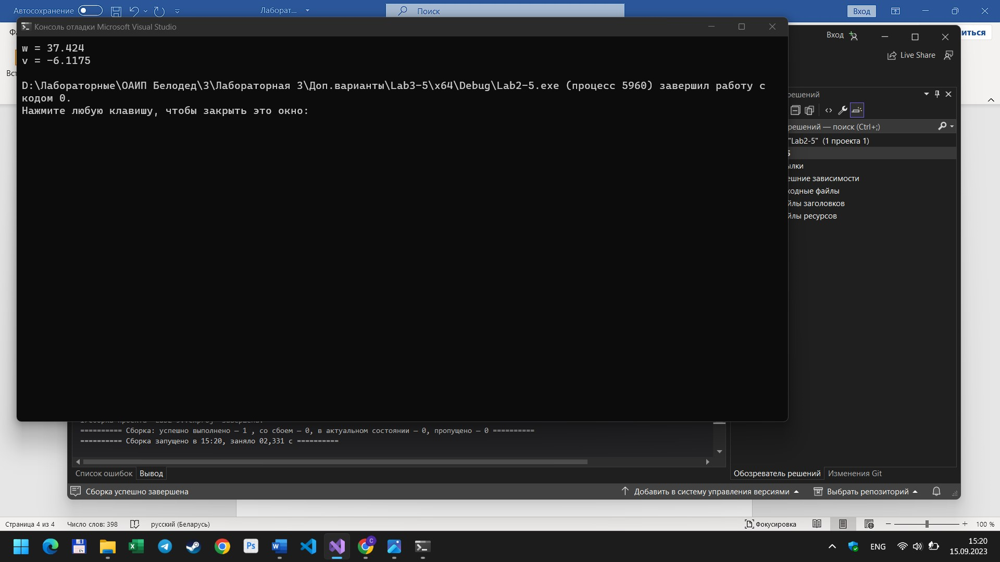 Автосохранение
Лаборат...
Поиск
Вход
Консоль отладки Microsoft Visual Studio
w = 37.424
v = -6.1175
D:\Лабораторные\ОАИП Белодед\3\Лабораторная 3\Доп.варианты\Lab3-5\x64\Debug\Lab2-5.exe (процесс 5960) завершил работу с
кодом 0.
Нажмите любую клавишу, чтобы закрыть это окно:
Вход
Live Share
решений
решений — поиск (Ctrl+;)
"Lab2-5" (1 проекта 1)
5
ылки
ешние зависимости
ходные файлы
йлы заголовков
йлы ресурсов
========== Сборка: успешно выполнено – 1 , со сбоем – 0, в актуальном состоянии – 0, пропущено – 0 ==========
========== Сборка запущено в 15:20, заняло 02,331 с ==========
Список ошибок Вывод
Обозреватель решений Изменения Git
Сборка успешно завершена
Добавить в систему управления версиями
Выбрать репозиторий
Страница 4 из 4 Число слов: 398 русский (Беларусь)
Фокусировка
100 %
ENG
15:20
15.09.2023